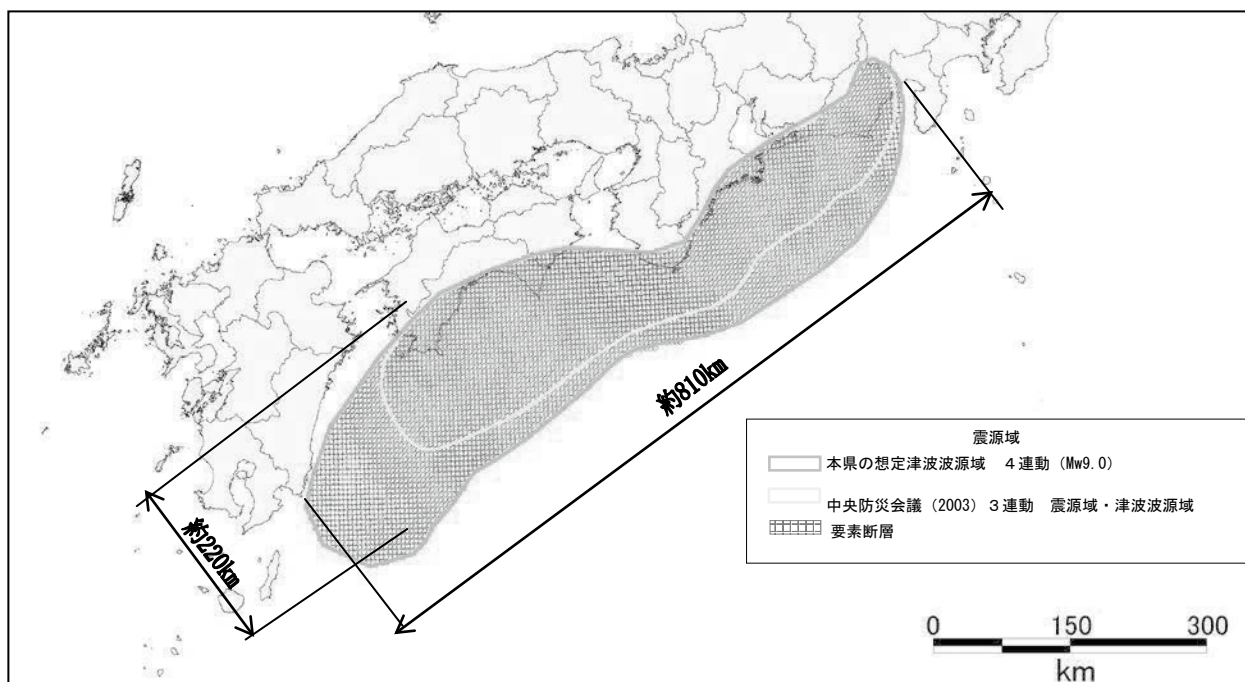 約810km
約220km
震源域
本県の想定津波波源域 4連動 (Mw9.0)
中央防災会議 (2003) 3連動 震源域・津波波源域
要素断層
0 150 300
km